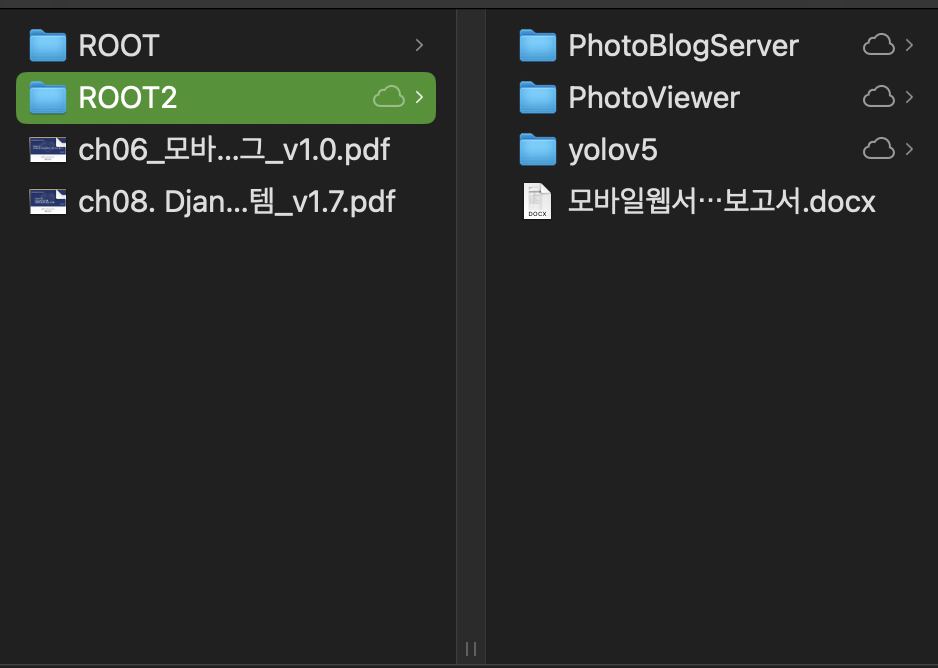 ROOT
ROOT2
ch06_모바...그_v1.0.pdf
ch08. Djan...템_v1.7.pdf
PhotoBlogServer
PhotoViewer
yolov5
DOCX
모바일웹서…보고서.docx